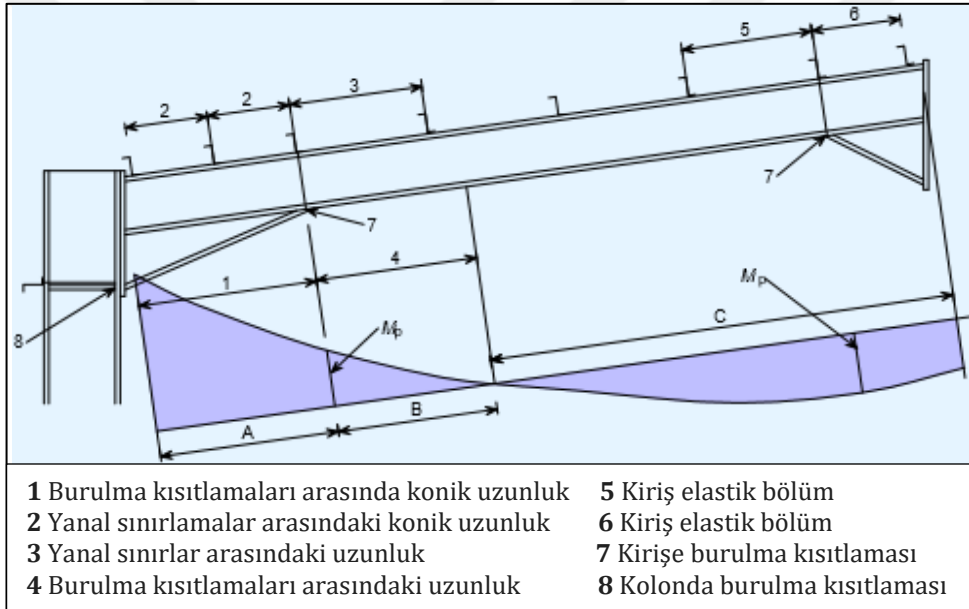 6
5
3
2
2
7
7
4
1
8
Mp
Mp
C
B
A
1 Burulma kısıtlamaları arasında konik uzunluk
2 Yanal sınırlamalar arasındaki konik uzunluk
3 Yanal sınırlar arasındaki uzunluk
4 Burulma kısıtlamaları arasındaki uzunluk
5 Kiriş elastik bölüm
6 Kiriş elastik bölüm
7 Kirişe burulma kısıtlaması
8 Kolonda burulma kısıtlaması